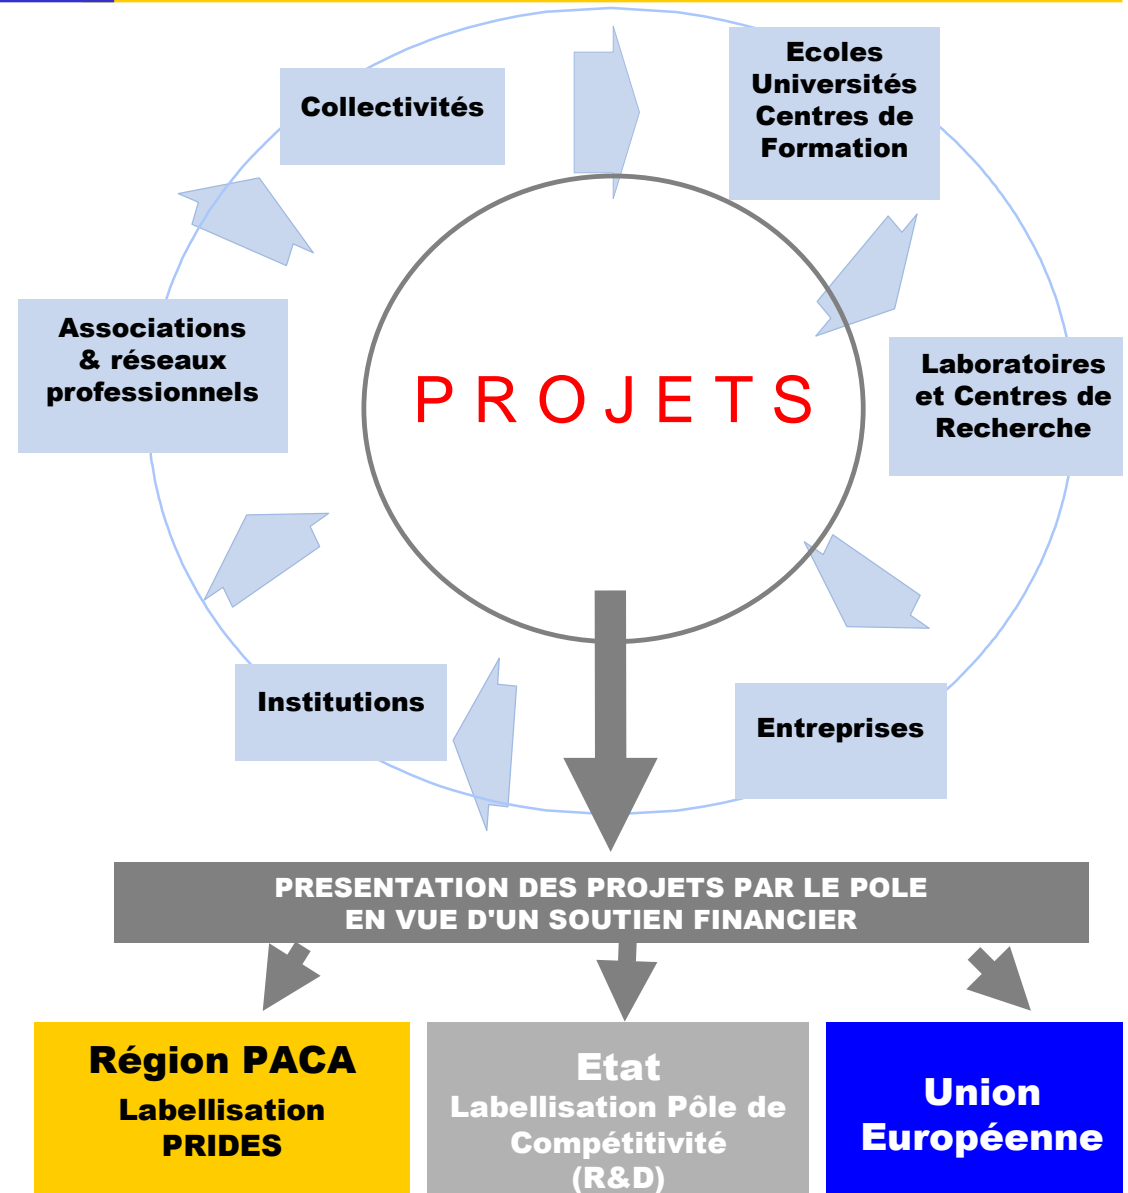 Collectivités
Ecoles
Universités
Centres de
Formation
Associations
& réseaux
professionnels
P R O J E T S
Laboratoires
et Centres de
Recherche
Institutions
Entreprises
PRESENTATION DES PROJETS PAR LE POLE
EN VUE D'UN SOUTIEN FINANCIER
Région PACA
Labellisation
PRIDES
Etat
Labellisation Pôle de
Compétitivité
(R&D)
Union
Européenne